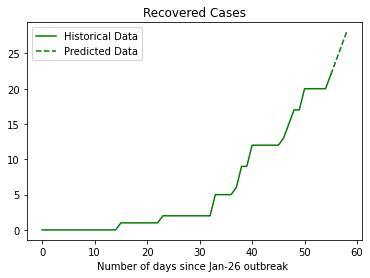 Recovered Cases
Historical Data
Predicted Data
25
20
15
10
5
0
0 10 20 30 40 50 60
Number of days since Jan-26 outbreak